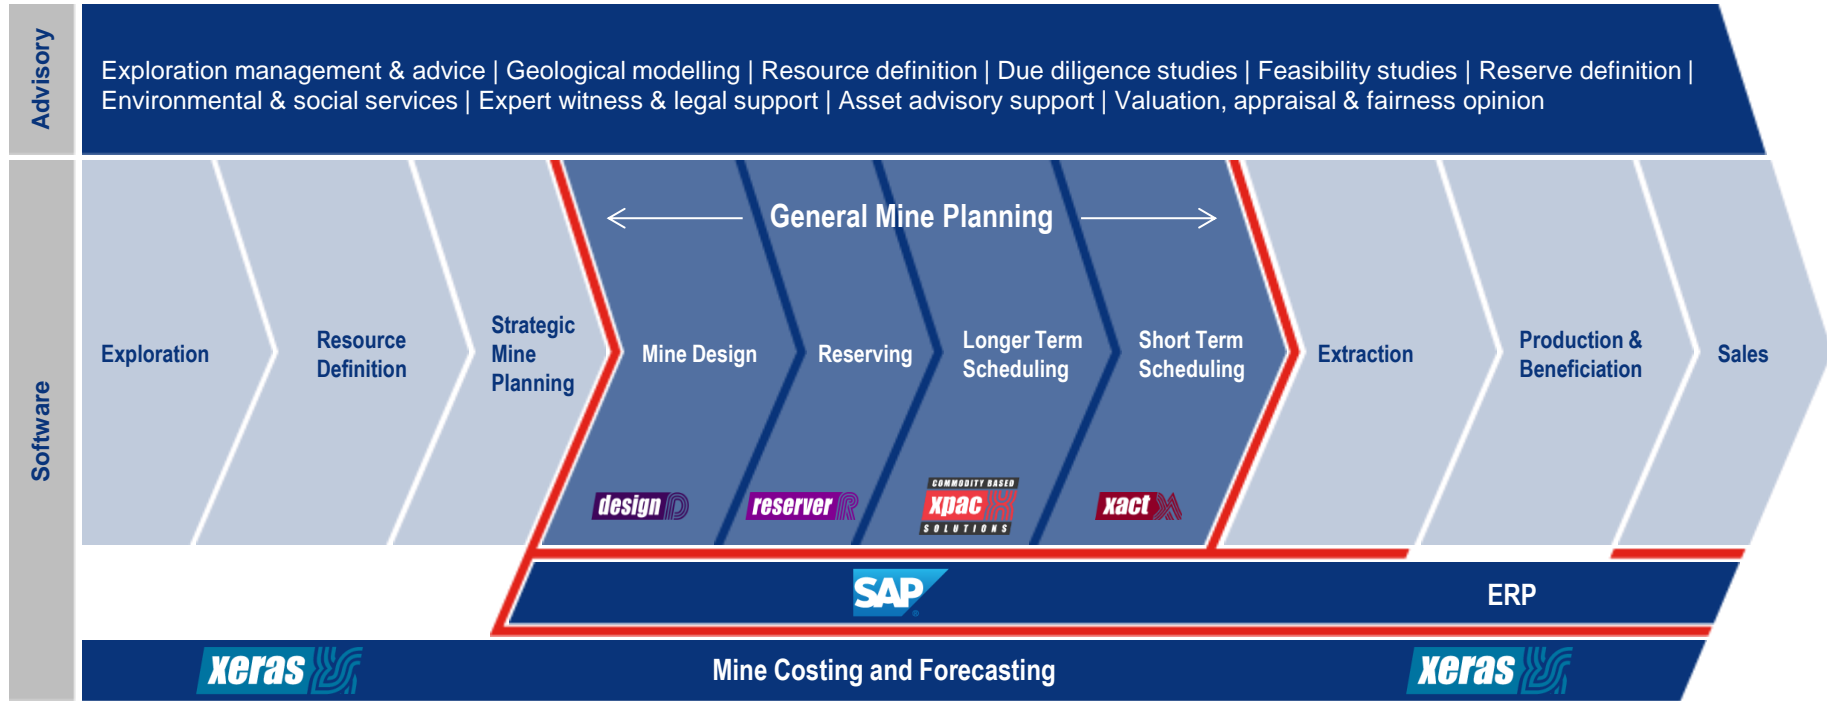 Advisory
Exploration management & advice | Geological modelling | Resource definition | Due diligence studies | Feasibility studies | Reserve definition |
Environmental & social services | Expert witness & legal support | Asset advisory support | Valuation, appraisal & fairness opinion
Software
General Mine Planning
Exploration
Resource
Definition
Strategic
Mine
Planning
Mine Design
Reserving
Longer Term
Scheduling
Short Term
Scheduling
Extraction
Production &
Beneficiation
Sales
design
reserver
COMMODITY BASED
xpac
SOLUTIONS
xact
SAP
ERP
xeras
Mine Costing and Forecasting
xeras